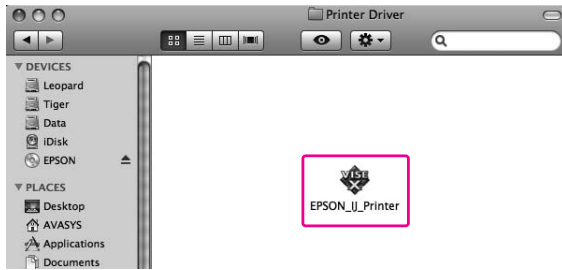 Printer Driver
DEVICES
Leopard
Tiger
Data
iDisk
EPSON
PLACES
Desktop
AVASYS
Applications
Documents
VISE
X
EPSON_IJ_Printer